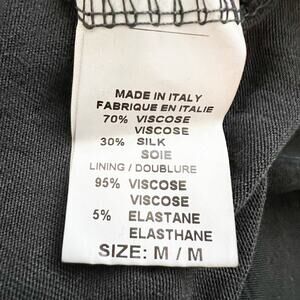 MADE IN ITALY
FABRIQUE EN ITALIE
70% VISCOSE
VISCOSE
30% SILK
SOIE
LINING / DOUBLURE
95% VISCOSE
VISCOSE
5% ELASTANE
ELASTHANE
SIZE: M / M